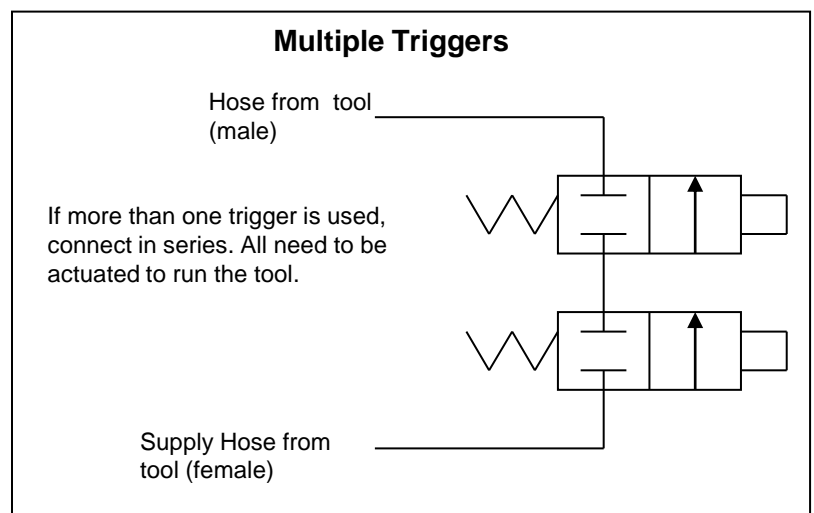 Multiple Triggers
Hose from  tool
(male)
If more than one trigger is used,
connect in series. All need to be
actuated to run the tool.
Supply Hose from
tool (female)